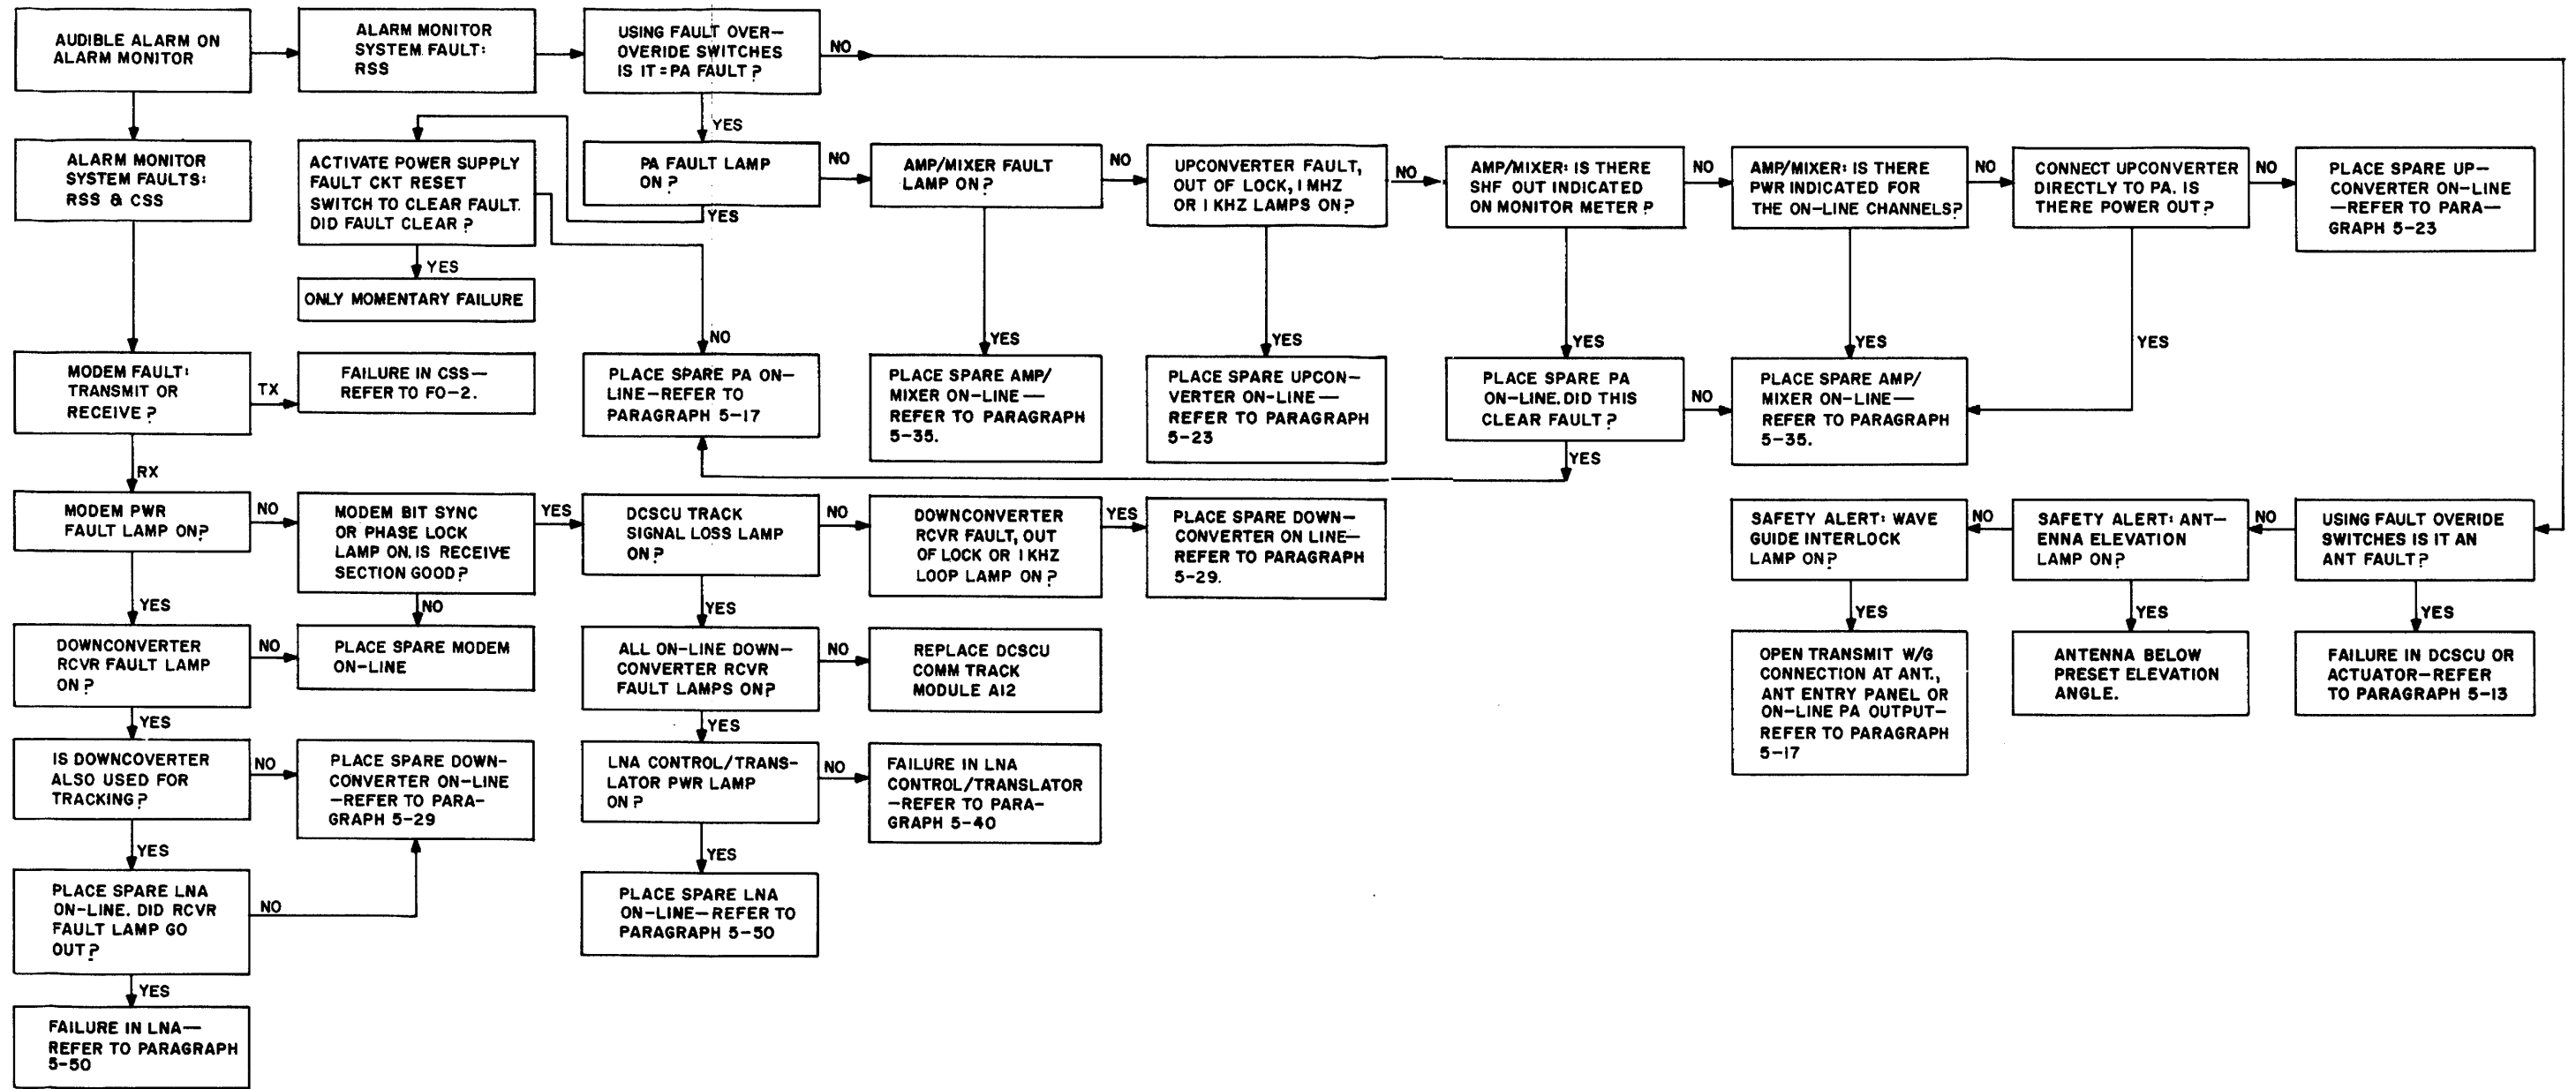 AUDIBLE ALARM ON
ALARM MONITOR
ALARM MONITOR
SYSTEM FAULT:
RSS
USING FAULT OVER—
OVERIDE SWITCHES
IS IT = PA FAULT?
NO
YES
ALARM MONITOR
SYSTEM FAULTS:
RSS & CSS
ACTIVATE POWER SUPPLY
FAULT CKT RESET
SWITCH TO CLEAR FAULT.
DID FAULT CLEAR?
PA FAULT LAMP
ON?
NO
YES
AMP/MIXER FAULT
LAMP ON?
NO
UPCONVERTER FAULT,
OUT OF LOCK, 1 MHZ
OR 1 KHZ LAMPS ON?
NO
AMP/MIXER: IS THERE
SHF OUT INDICATED
ON MONITOR METER?
NO
AMP/MIXER: IS THERE
PWR INDICATED FOR
THE ON-LINE CHANNELS?
NO
CONNECT UPCONVERTER
DIRECTLY TO PA. IS
THERE POWER OUT?
NO
PLACE SPARE UP-
CONVERTER ON-LINE
—REFER TO PARA—
GRAPH 5-23
YES
ONLY MOMENTARY FAILURE
NO
YES
YES
YES
YES
YES
MODEM FAULT:
TRANSMIT OR
RECEIVE?
TX
FAILURE IN CSS—
REFER TO FO-2.
PLACE SPARE PA ON-
LINE—REFER TO
PARAGRAPH 5-17
PLACE SPARE AMP/
MIXER ON-LINE—
REFER TO PARAGRAPH
5-35.
PLACE SPARE UPCON-
VERTER ON-LINE—
REFER TO PARAGRAPH
5-23
PLACE SPARE PA
ON-LINE. DID THIS
CLEAR FAULT?
NO
PLACE SPARE AMP/
MIXER ON-LINE—
REFER TO PARAGRAPH
5-35.
YES
RX
MODEM PWR
FAULT LAMP ON?
NO
MODEM BIT SYNC
OR PHASE LOCK
LAMP ON. IS RECEIVE
SECTION GOOD?
YES
DCSCU TRACK
SIGNAL LOSS LAMP
ON?
NO
DOWNCONVERTER
RCVR FAULT, OUT
OF LOCK OR 1 KHZ
LOOP LAMP ON?
YES
PLACE SPARE DOWN—
CONVERTER ON LINE—
REFER TO PARAGRAPH
5-29.
SAFETY ALERT: WAVE
GUIDE INTERLOCK
LAMP ON?
NO
SAFETY ALERT: ANT—
ENNA ELEVATION
LAMP ON?
NO
USING FAULT OVERIDE
SWITCHES IS IT AN
ANT FAULT?
YES
NO
YES
YES
YES
YES
DOWNCONVERTER
RCVR FAULT LAMP
ON?
NO
PLACE SPARE MODEM
ON-LINE
ALL ON-LINE DOWN-
CONVERTER RCVR
FAULT LAMPS ON?
NO
REPLACE DCSCU
COMM TRACK
MODULE A12
OPEN TRANSMIT W/G
CONNECTION AT ANT.,
ANT ENTRY PANEL OR
ON-LINE PA OUTPUT-
REFER TO PARAGRAPH
5-17
ANTENNA BELOW
PRESET ELEVATION
ANGLE.
FAILURE IN DCSCU OR
ACTUATOR—REFER
TO PARAGRAPH 5-13
YES
YES
IS DOWNCOVERTER
ALSO USED FOR
TRACKING?
NO
PLACE SPARE DOWN-
CONVERTER ON-LINE
—REFER TO PARA-
GRAPH 5-29
LNA CONTROL/TRANS-
LATOR PWR LAMP
ON?
NO
FAILURE IN LNA
CONTROL/TRANSLATOR
—REFER TO PARA-
GRAPH 5-40
YES
YES
PLACE SPARE LNA
ON-LINE. DID RCVR
FAULT LAMP GO
OUT?
NO
PLACE SPARE LNA
ON-LINE—REFER TO
PARAGRAPH 5-50
YES
FAILURE IN LNA—
REFER TO PARAGRAPH
5-50